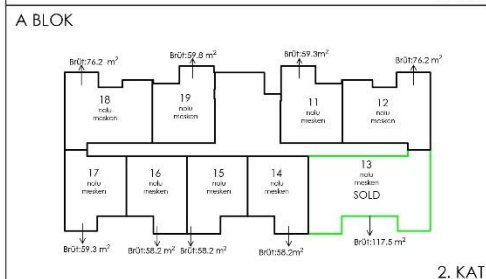 A BLOK
Brüt:76.2 m²
Brüt:59.8 m²
Brüt:59.3m²
Brüt:76.2 m²
18
nolu
mesken
19
nolu
mesken
11
nolu
mesken
12
nolu
mesken
17
nolu
mesken
16
nolu
mesken
15
nolu
mesken
14
nolu
mesken
13
nolu
mesken
SOLD
Brüt:59.3 m²
Brüt:58.2 m²
Brüt:58.2 m²
Brüt:58.2m²
Brüt:117.5 m²
2. KAT